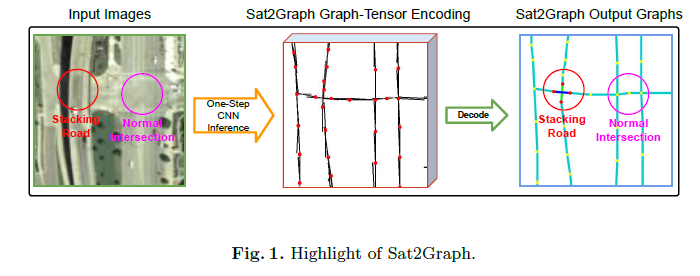 Input Images
Sat2Graph Graph-Tensor Encoding
Sat2Graph Output Graphs
Stacking
Road
Normal
Intersection
One-Step
CNN
Inference
Decode
Stacking
Road
Normal
Intersection
Fig. 1. Highlight of Sat2Graph.